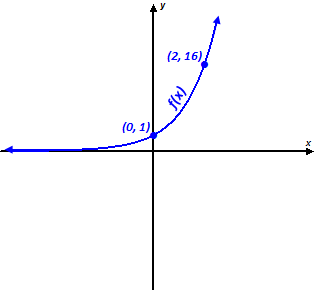 y
(2, 16)
f(x)
(0, 1)
x